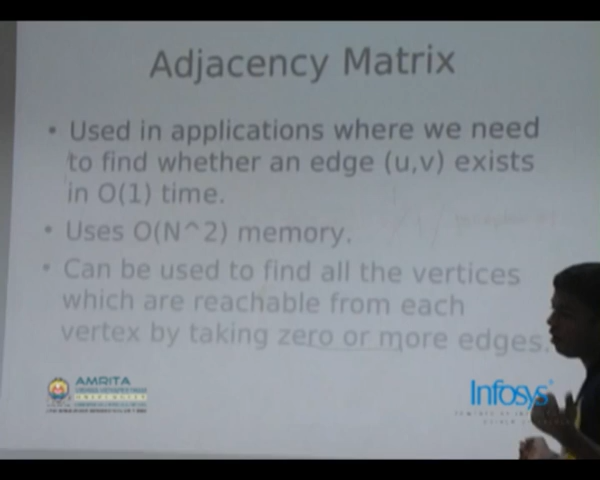 Adjacency Matrix
• Used in applications where we need
to find whether an edge (u,v) exists
in O(1) time.
• Uses O(N^2) memory.
• Can be used to find all the vertices
which are reachable from each
vertex by taking zero or more edges.
AMRITA
Infosys